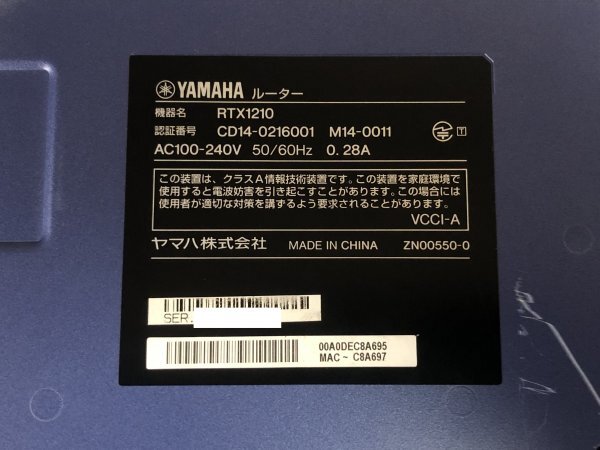 YAMAHA ルーター
機器名 RTX1210
認証番号 CD14-0216001 M14-0011
T
AC100-240V 50/60Hz 0.28A
この装置は、クラスA情報技術装置です。この装置を家庭環境で
使用すると電波妨害を引き起こすことがあります。この場合には
使用者が適切な対策を講ずるよう要求されることがあります。
VCCI-A
ヤマハ株式会社 MADE IN CHINA ZN00550-0
SER.
00A0DEC8A695
MAC ~ C8A697